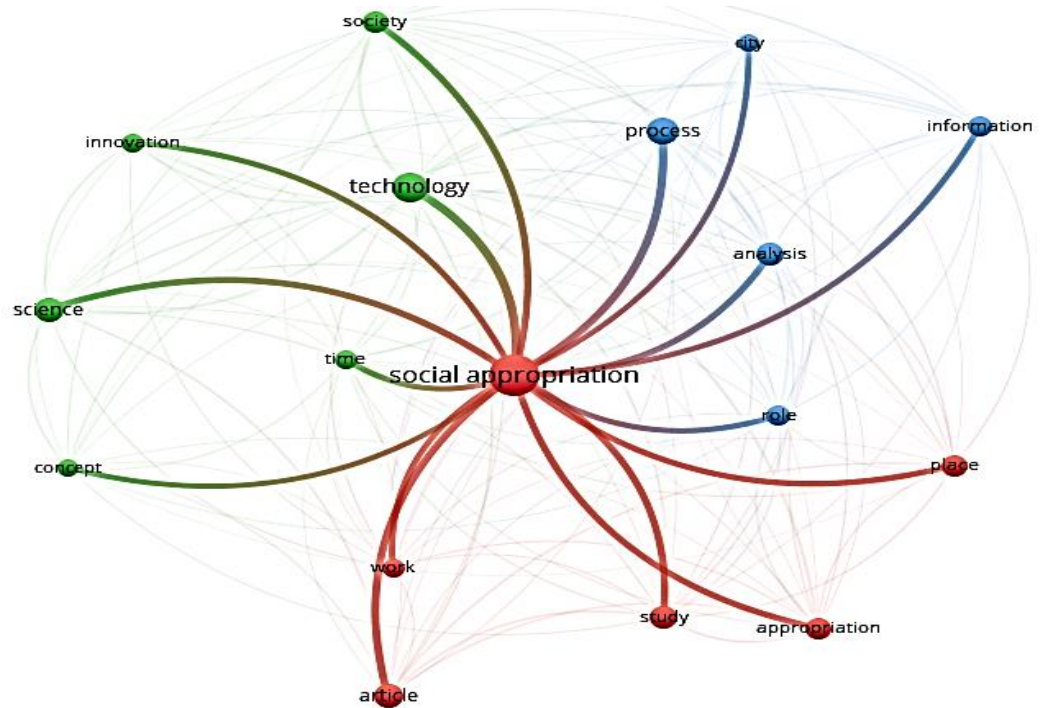 society
city
process
information
innovation
technology
analysis
science
time
social appropriation
role
concept
place
work
study
appropriation
article